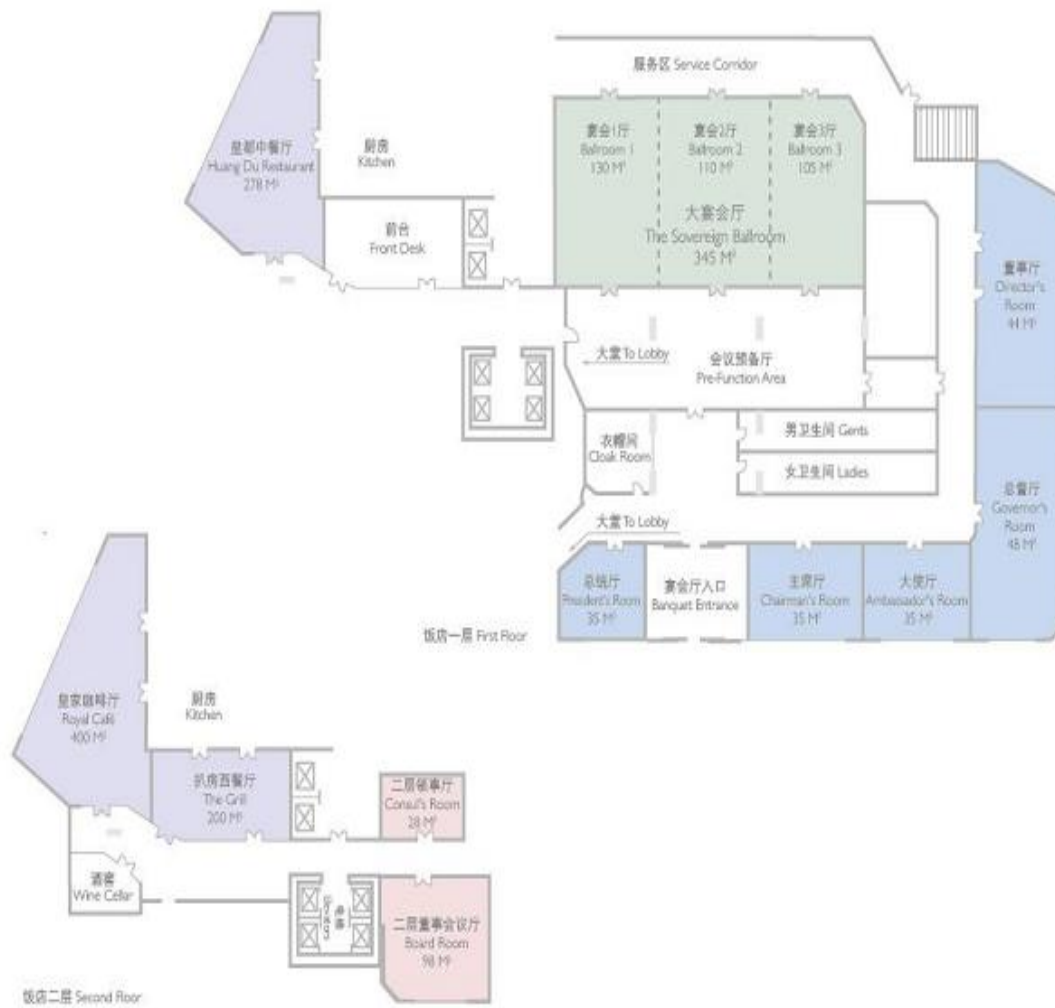 服务区 Service Corridor
皇都中餐厅
Huang Du Restaurant
278 M²
厨房
Kitchen
前台
Front Desk
宴会1厅
Ballroom 1
130 M²
宴会2厅
Ballroom 2
110 M²
宴会3厅
Ballroom 3
105 M²
大宴会厅
The Sovereign Ballroom
345 M²
董事厅
Director's
Room
44 M²
大堂 To Lobby
会议预备厅
Pre-Function Area
衣帽间
Cloak Room
男卫生间 Gents
女卫生间 Ladies
总督厅
Governor's
Room
48 M²
大堂 To Lobby
总统厅
President's Room
35 M²
宴会厅入口
Banquet Entrance
主席厅
Chairman's Room
35 M²
大使厅
Ambassador's Room
35 M²
饭店一层 First Floor
皇家咖啡厅
Royal Café
400 M²
厨房
Kitchen
扒房西餐厅
The Grill
200 M²
二层领事厅
Consul's Room
28 M²
酒窖
Wine Cellar
电梯
Elevators
二层董事会议厅
Board Room
98 M²
饭店二层 Second Floor